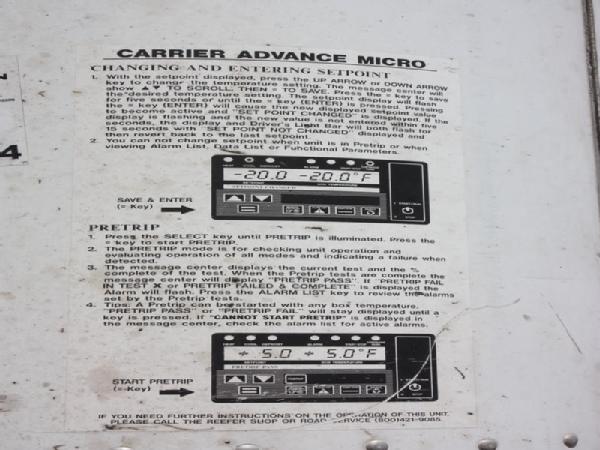 CARRIER ADVANCE MICRO
CHANGING AND ENTERING SETPOINT
1. With the setpoint displayed, press the UP ARROW or DOWN ARROW
key to change the temperature setting. The message center will
show ▲▼ TO SCROLL, THEN = TO SAVE. Press the = key to save
the desired temperature setting. The setpoint display will flash
for five seconds or until the = key (ENTER) is pressed. Pressing
the = key (ENTER) will cause the new displayed setpoint value
to become active and "SETPOINT CHANGED" is displayed. If the
display is flashing and the new value is not entered within five
seconds, the display and Driver's Light Bar will both flash for
15 seconds with "SETPOINT NOT CHANGED" displayed and
then revert back to the last setpoint.
2. You can not change setpoint when unit is in Pretrip or when
viewing Alarm List, Data List or Functional Parameters.
-20.0 -20.0°F
SETPOINT CHANGED
SAVE & ENTER
(= Key)
PRETRIP
1. Press the SELECT key until PRETRIP is illuminated. Press the
= key to start PRETRIP.
2. The PRETRIP mode is for checking unit operation and
evaluating operation of all modes and indicating a failure when
detected.
3. The message center displays the current test and the %
complete of the test. When the Pretrip tests are complete the
message center will display "PRETRIP PASS". If "PRETRIP FAIL
IN TEST X or PRETRIP FAILED & COMPLETE" is displayed the
Alarm will flash. Press the ALARM LIST key to review the alarms
set by the Pretrip tests.
4. Tips: A Pretrip can be started with any box temperature.
"PRETRIP PASS" or "PRETRIP FAIL" will stay displayed until a
key is pressed. If "CANNOT START PRETRIP" is displayed in
the message center, check the alarm list for active alarms.
+ 5.0 + 5.0°F
SETPOINT BOX TEMPERATURE
PRETRIP PASS
START PRETRIP
(= Key)
IF YOU NEED FURTHER INSTRUCTIONS ON THE OPERATION OF THIS UNIT,
PLEASE CALL THE REEFER SHOP OR ROAD SERVICE (800)421-9085.
N
4